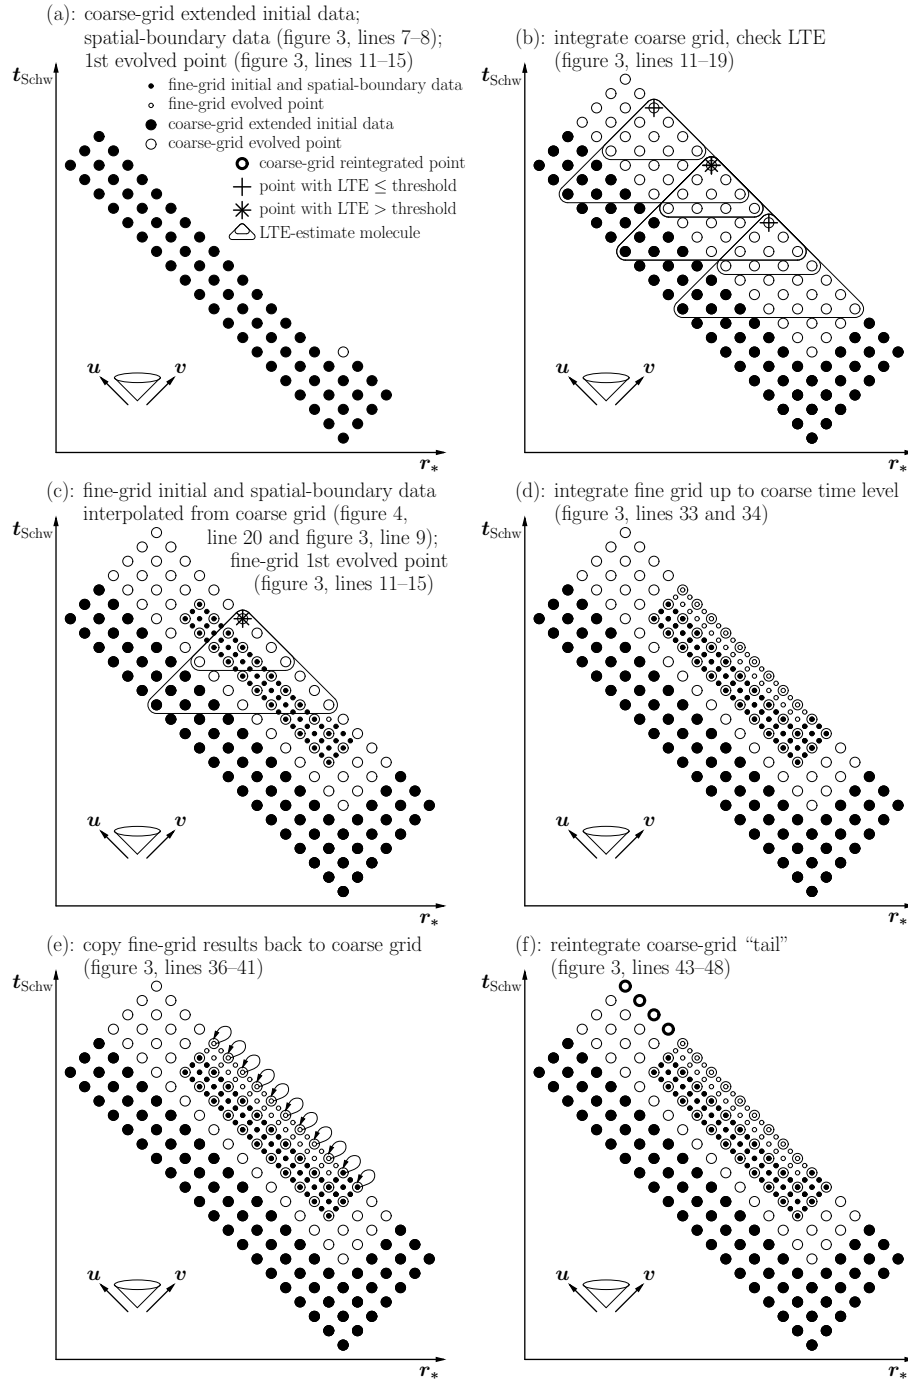 (a): coarse-grid extended initial data;
spatial-boundary data (figure 3, lines 7–8);
1st evolved point (figure 3, lines 11–15)
t_Schw
fine-grid initial and spatial-boundary data
fine-grid evolved point
coarse-grid extended initial data
coarse-grid evolved point
coarse-grid reintegrated point
point with LTE ≤ threshold
point with LTE > threshold
LTE-estimate molecule
u v
r_*
(b): integrate coarse grid, check LTE
(figure 3, lines 11–19)
t_Schw
u v
r_*
(c): fine-grid initial and spatial-boundary data
interpolated from coarse grid (figure 4,
line 20 and figure 3, line 9);
fine-grid 1st evolved point
(figure 3, lines 11–15)
t_Schw
u v
r_*
(d): integrate fine grid up to coarse time level
(figure 3, lines 33 and 34)
t_Schw
u v
r_*
(e): copy fine-grid results back to coarse grid
(figure 3, lines 36–41)
t_Schw
u v
r_*
(f): reintegrate coarse-grid “tail”
(figure 3, lines 43–48)
t_Schw
u v
r_*